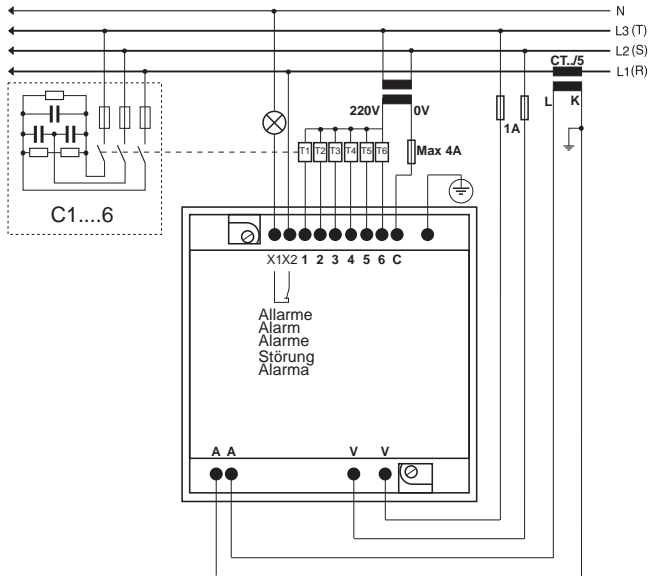 N
L3(T)
L2(S)
CT../5
L1(R)
220V 0V
L K
1A
T1 T2 T3 T4 T5 T6
Max 4A
C1....6
X1X2 1 2 3 4 5 6 C
Allarme
Alarm
Alarme
Störung
Alarma
A A V V